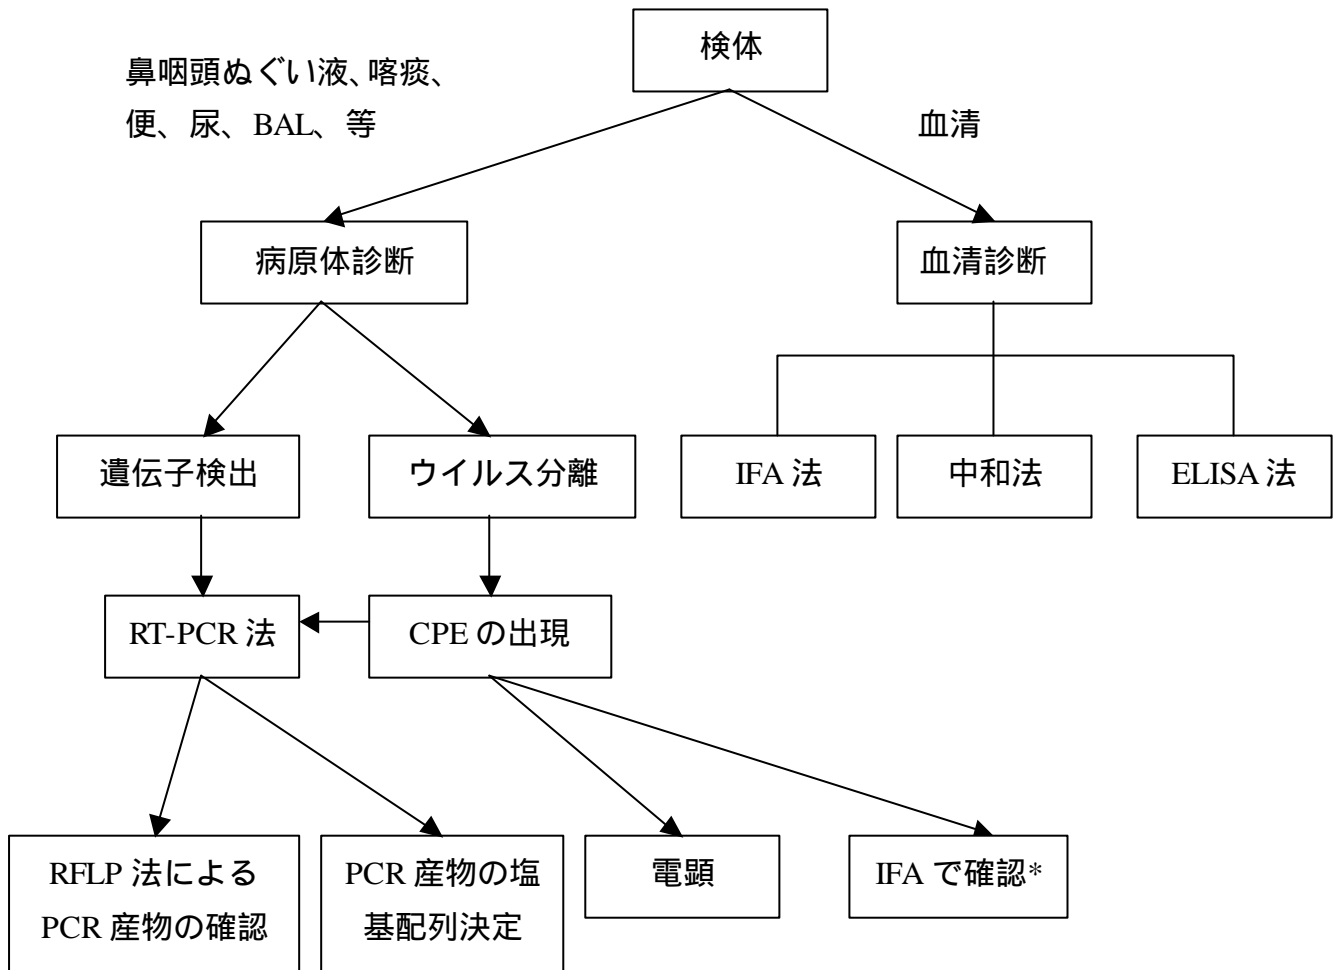 検体
鼻咽頭ぬぐい液、喀痰、
便、尿、BAL、等
血清
病原体診断
血清診断
遺伝子検出
ウイルス分離
IFA 法
中和法
ELISA 法
RT-PCR 法
CPE の出現
RFLP 法による
PCR 産物の確認
PCR 産物の塩
基配列決定
電顕
IFA で確認*